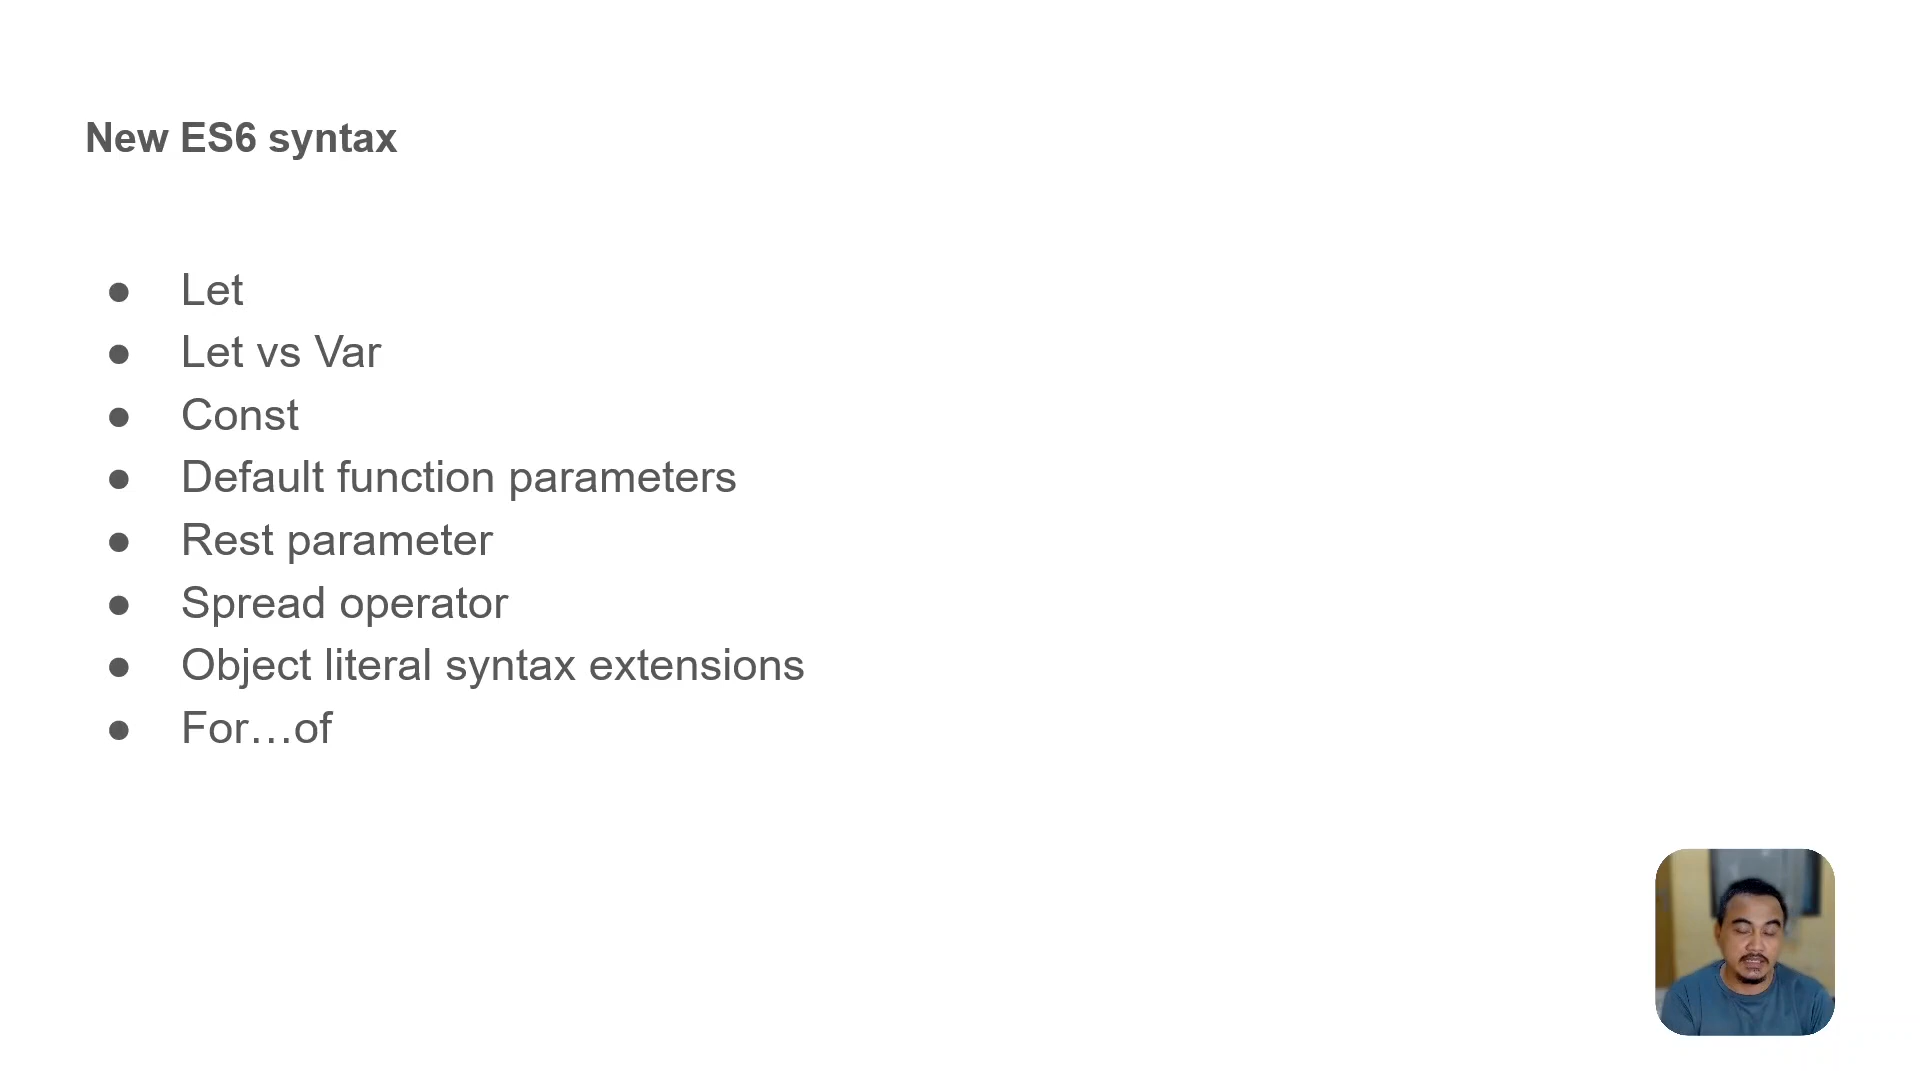 New ES6 syntax
● Let
● Let vs Var
● Const
● Default function parameters
● Rest parameter
● Spread operator
● Object literal syntax extensions
● For…of